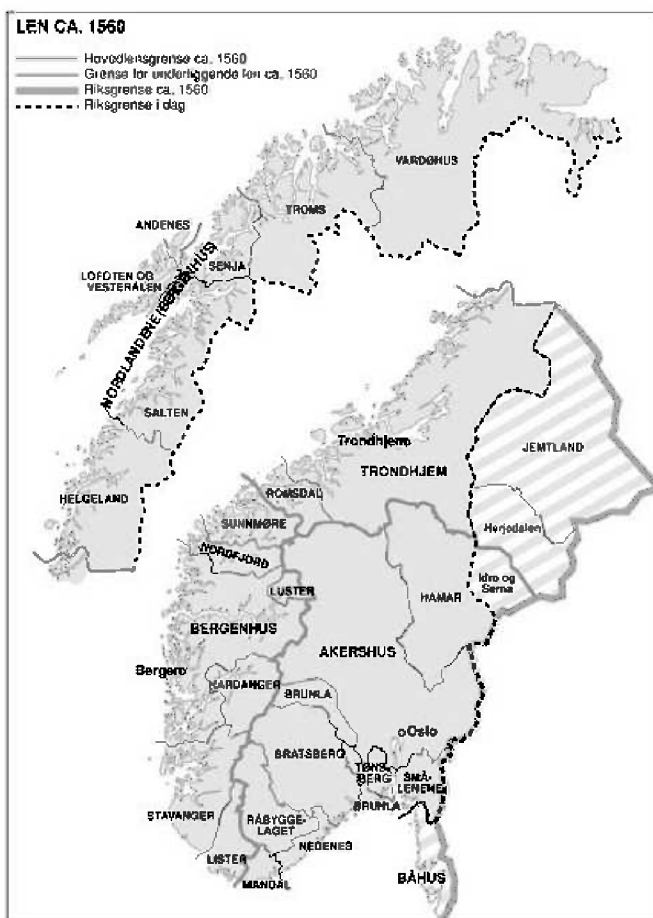 LEN CA. 1560
Hovedlensgrense ca. 1560
Grense for underliggende len ca. 1560
Riksgrense ca. 1560
Riksgrense i dag
VARDØHUS
TROMS
ANDENES
SENJA
LOFOTEN OG
VESTERÅLEN
NORDLANDENE (BERGENHUS)
SALTEN
HELGELAND
Trondhjem
TRONDHJEM
JEMTLAND
ROMSDAL
SUNNMØRE
Herjedalen
NORDFJORD
Idre og
Serna
LUSTER
HAMAR
BERGENHUS
AKERSHUS
Bergen
HARDANGER
BRUNLA
oOslo
BRATSBERG
TØNS-
BERG
SMÅ-
LENENE
BRUNLA
STAVANGER
RÅBYGGE-
LAGET
NEDENES
LISTER
MANDAL
BÅHUS